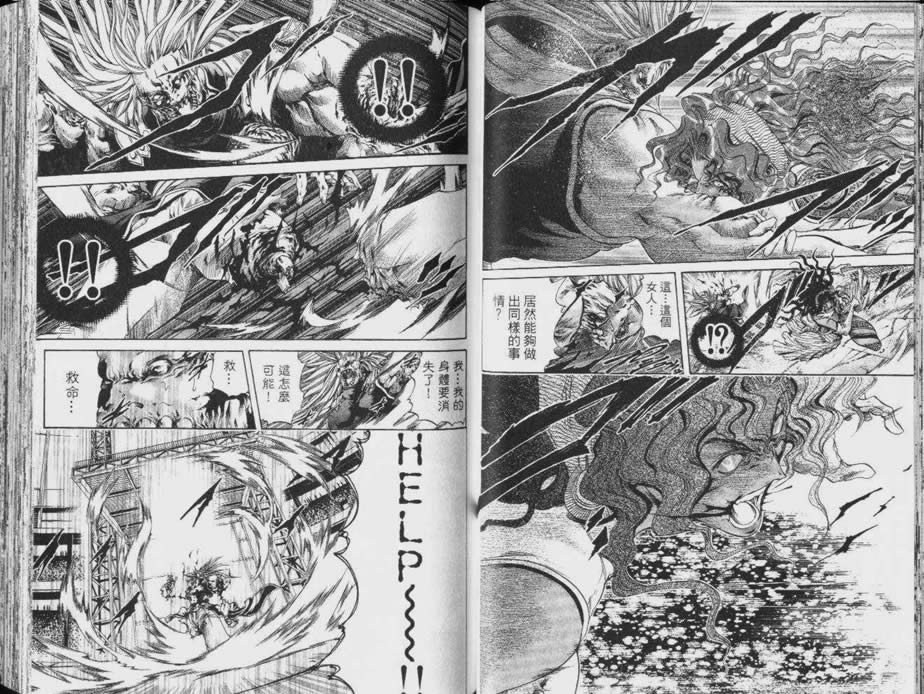 !?
這…這個
女人…
居然能夠做
出同樣的事
情?
!!
!!
我…我的
身體要消
失了!
這怎麼
可能!
救…
救命…
HELP~~!!